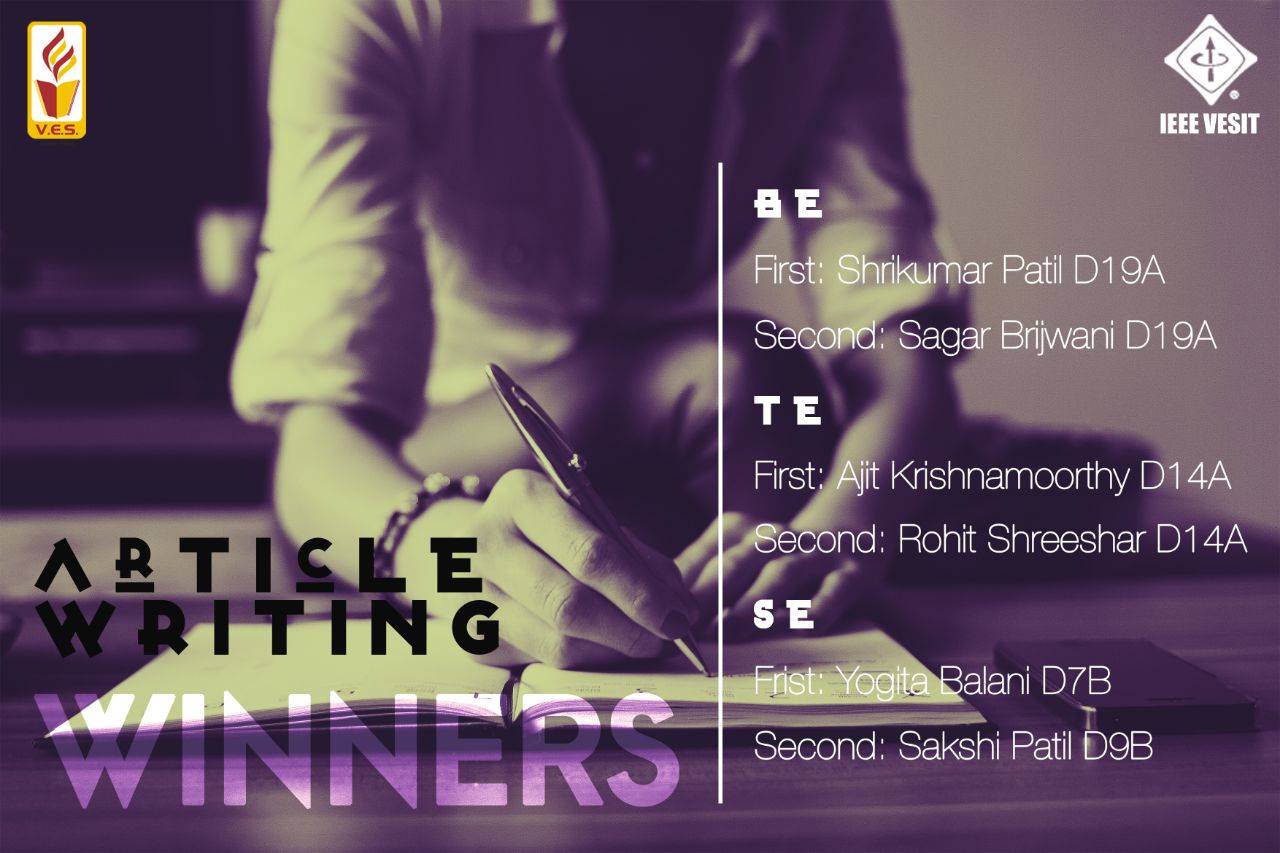 V.E.S.
IEEE VESIT
ARTICLE
WRITING
WINNERS
BE
First: Shrikumar Patil D19A
Second: Sagar Brijwani D19A
TE
First: Ajit Krishnamoorthy D14A
Second: Rohit Shreeshar D14A
SE
Frist: Yogita Balani D7B
Second: Sakshi Patil D9B